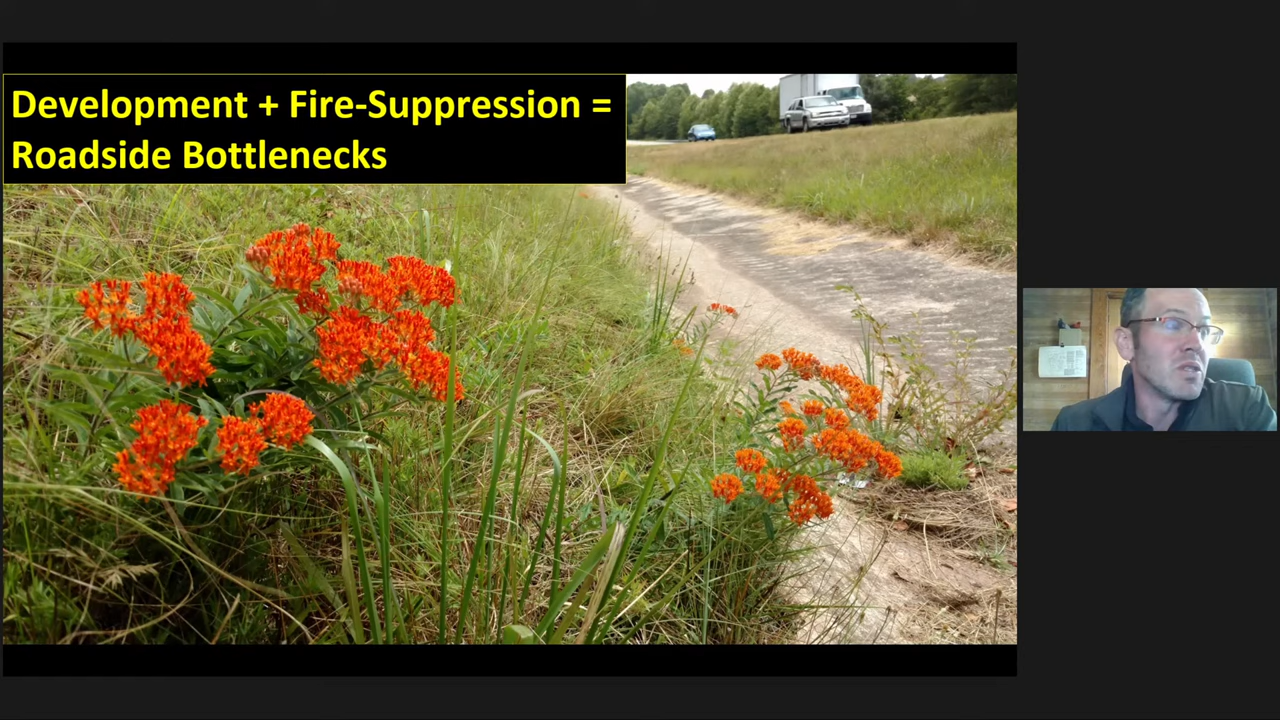 Development + Fire-Suppression =
Roadside Bottlenecks